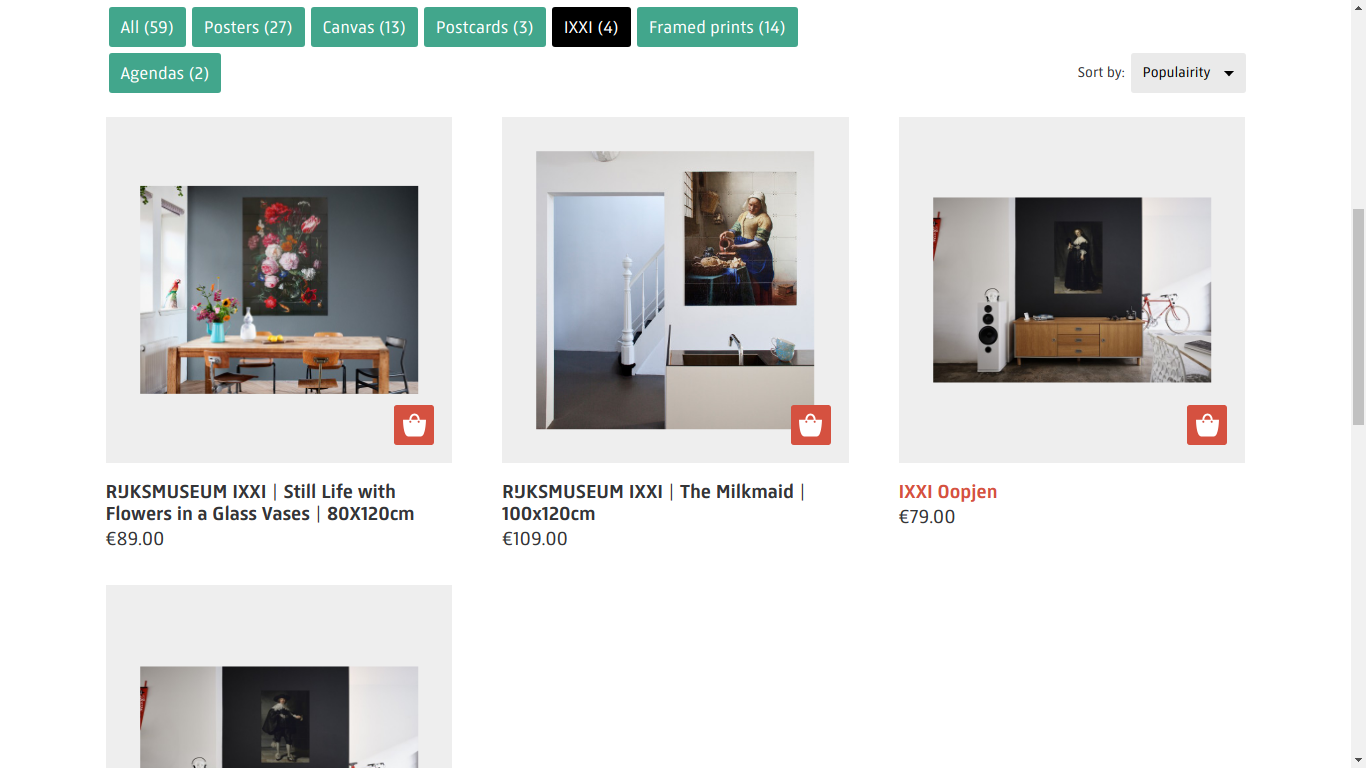 All (59) Posters (27) Canvas (13) Postcards (3) IXXI (4) Framed prints (14)
Agendas (2) Sort by: Populairity
RIJKSMUSEUM IXXI | Still Life with
Flowers in a Glass Vases | 80X120cm
€89.00
RIJKSMUSEUM IXXI | The Milkmaid |
100x120cm
€109.00
IXXI Oopjen
€79.00